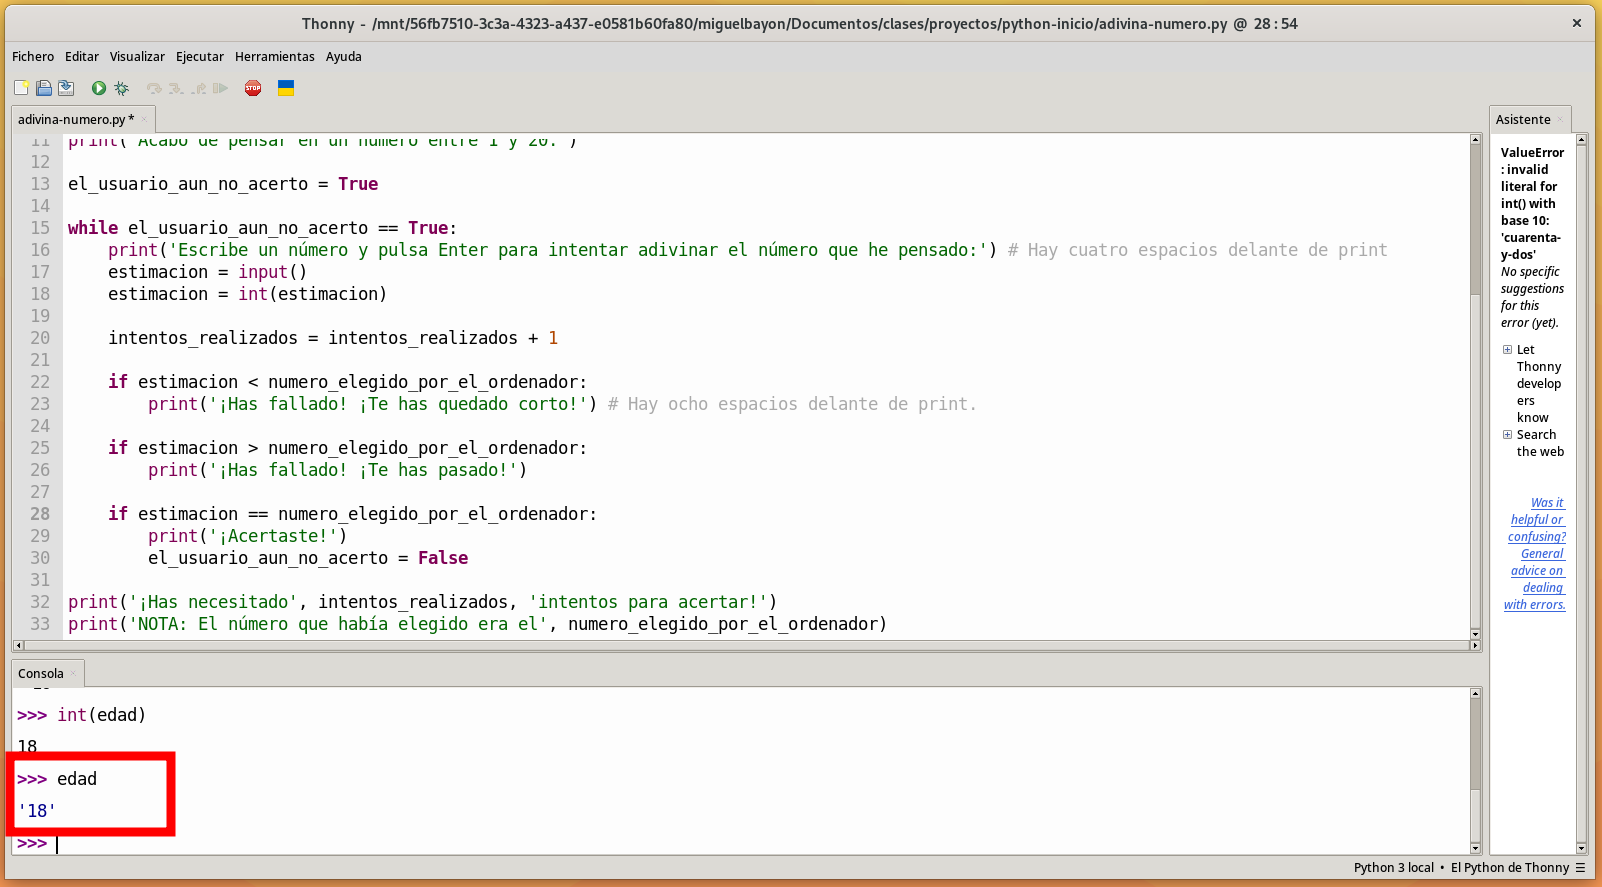 Thonny - /mnt/56fb7510-3c3a-4323-a437-e0581b60fa80/miguelbayon/Documentos/clases/proyectos/python-inicio/adivina-numero.py @ 28 : 54
Fichero Editar Visualizar Ejecutar Herramientas Ayuda
STOP
adivina-numero.py *
11 print('Acabo de pensar en un número entre 1 y 20.')
12
13 el_usuario_aun_no_acerto = True
14
15 while el_usuario_aun_no_acerto == True:
16     print('Escribe un número y pulsa Enter para intentar adivinar el número que he pensado:') # Hay cuatro espacios delante de print
17     estimacion = input()
18     estimacion = int(estimacion)
19
20     intentos_realizados = intentos_realizados + 1
21
22     if estimacion < numero_elegido_por_el_ordenador:
23         print('¡Has fallado! ¡Te has quedado corto!') # Hay ocho espacios delante de print.
24
25     if estimacion > numero_elegido_por_el_ordenador:
26         print('¡Has fallado! ¡Te has pasado!')
27
28     if estimacion == numero_elegido_por_el_ordenador:
29         print('¡Acertaste!')
30         el_usuario_aun_no_acerto = False
31
32 print('¡Has necesitado', intentos_realizados, 'intentos para acertar!')
33 print('NOTA: El número que había elegido era el', numero_elegido_por_el_ordenador)
Consola
>>> int(edad)
18
>>> edad
'18'
>>>
Asistente
ValueError
: invalid
literal for
int() with
base 10:
'cuarenta-
y-dos'
No specific
suggestions
for this
error (yet).
Let
Thonny
develop
ers
know
Search
the web
Was it
helpful or
confusing?
General
advice on
dealing
with errors.
Python 3 local • El Python de Thonny ☰